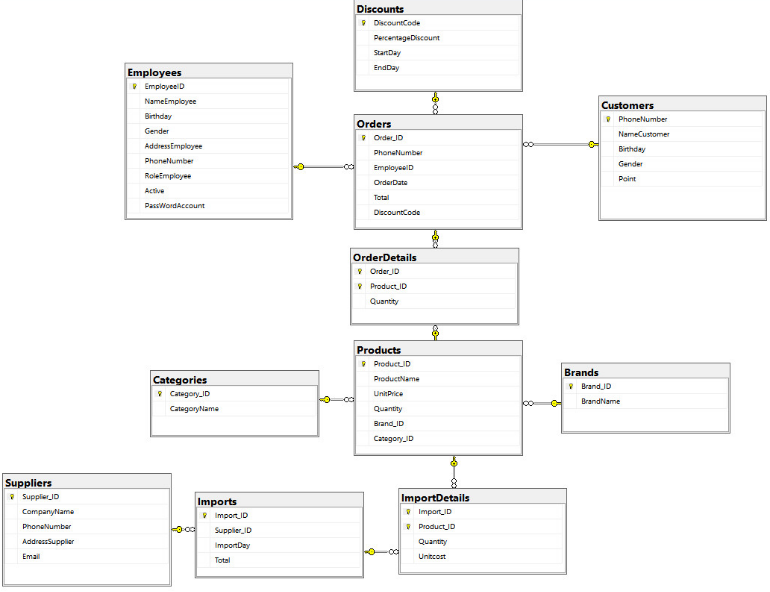 Discounts
DiscountCode
PercentageDiscount
StartDay
EndDay
Employees
EmployeeID
NameEmployee
Birthday
Gender
AddressEmployee
PhoneNumber
RoleEmployee
Active
PassWordAccount
Orders
Order_ID
PhoneNumber
EmployeeID
OrderDate
Total
DiscountCode
Customers
PhoneNumber
NameCustomer
Birthday
Gender
Point
OrderDetails
Order_ID
Product_ID
Quantity
Products
Product_ID
ProductName
UnitPrice
Quantity
Brand_ID
Category_ID
Categories
Category_ID
CategoryName
Brands
Brand_ID
BrandName
Suppliers
Supplier_ID
CompanyName
PhoneNumber
AddressSupplier
Email
Imports
Import_ID
Supplier_ID
ImportDay
Total
ImportDetails
Import_ID
Product_ID
Quantity
Unitcost